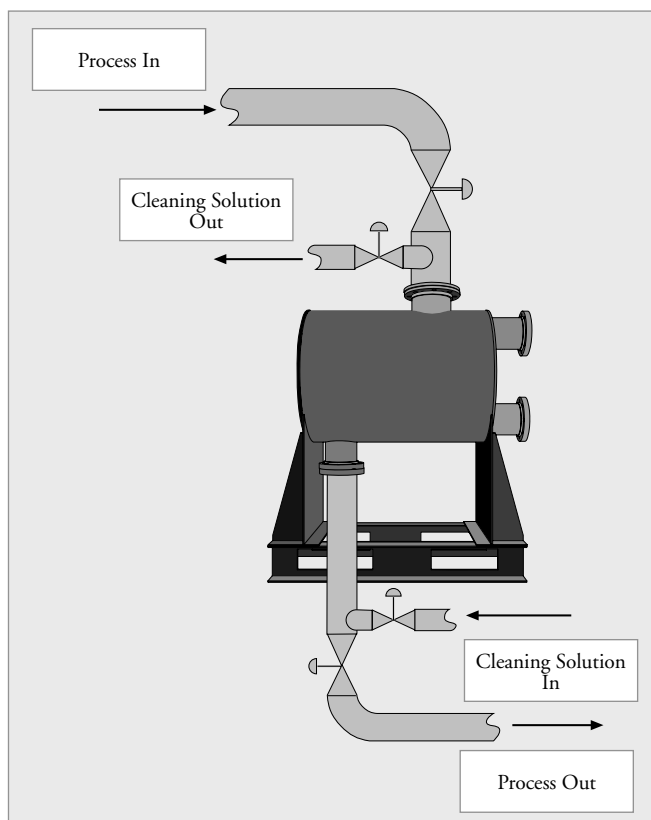 Process In
Cleaning Solution
Out
Cleaning Solution
In
Process Out